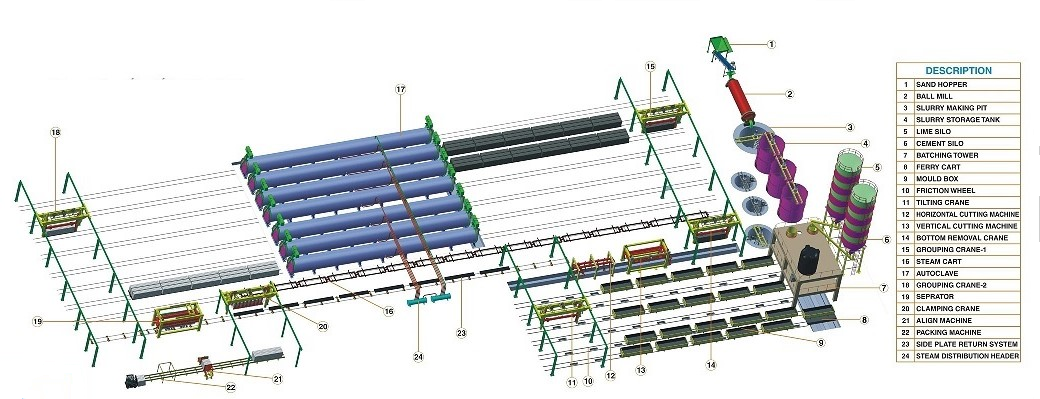 1
2
3
4
5
6
7
8
9
10
11
12
13
14
15
16
17
18
19
20
21
22
23
24
DESCRIPTION
1 SAND HOPPER
2 BALL MILL
3 SLURRY MAKING PIT
4 SLURRY STORAGE TANK
5 LIME SILO
6 CEMENT SILO
7 BATCHING TOWER
8 FERRY CART
9 MOULD BOX
10 FRICTION WHEEL
11 TILTING CRANE
12 HORIZONTAL CUTTING MACHINE
13 VERTICAL CUTTING MACHINE
14 BOTTOM REMOVAL CRANE
15 GROUPING CRANE-1
16 STEAM CART
17 AUTOCLAVE
18 GROUPING CRANE-2
19 SEPRATOR
20 CLAMPING CRANE
21 ALIGN MACHINE
22 PACKING MACHINE
23 SIDE PLATE RETURN SYSTEM
24 STEAM DISTRIBUTION HEADER